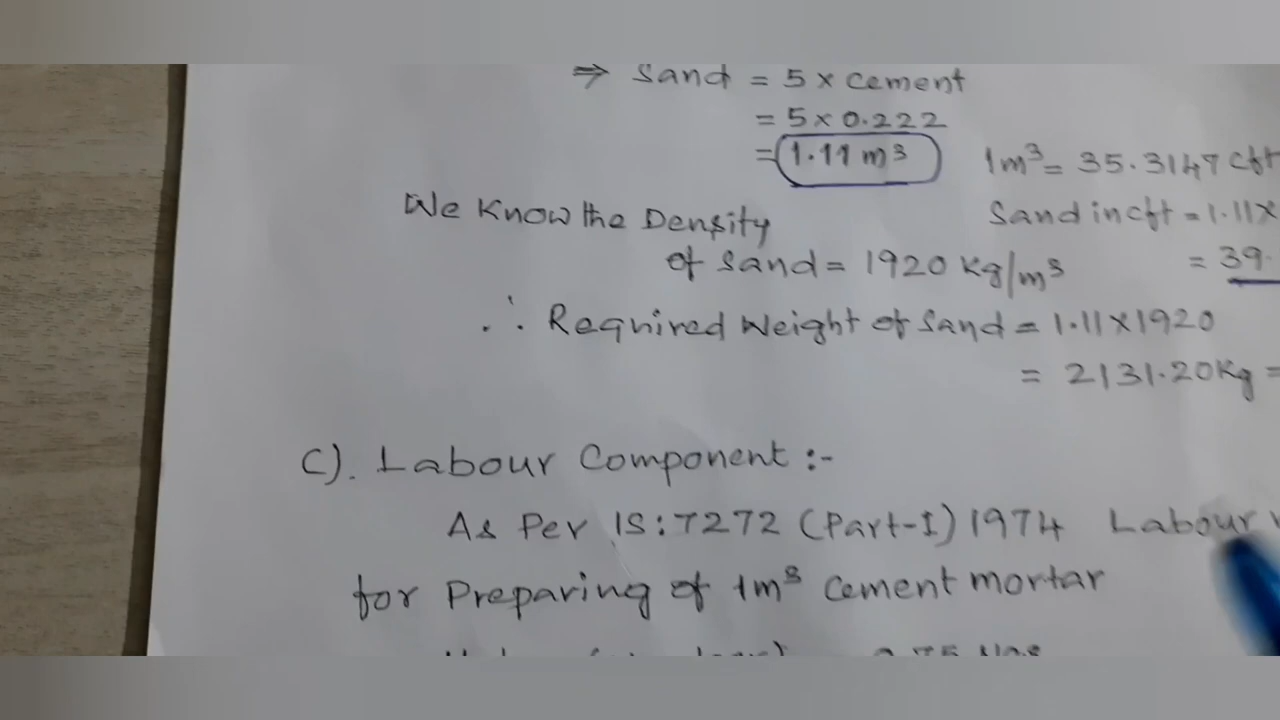 ⇒ Sand = 5 × Cement
= 5 × 0.222
= 1.11 m³
1m³ = 35.3147 cft
We Know the Density
of Sand = 1920 Kg/m³
Sand in cft = 1.11×
= 39.
∴ Required Weight of Sand = 1.11×1920
= 2131.20Kg =
C). Labour Component :-
As Per IS:7272 (Part-I) 1974 Labour
for Preparing of 1m³ Cement mortar